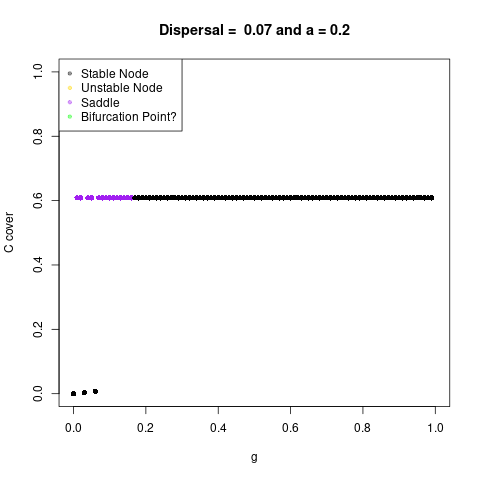 Dispersal =  0.07 and a = 0.2
1.0
Stable Node
Unstable Node
Saddle
Bifurcation Point?
0.8
0.6
C cover
0.4
0.2
0.0
0.0 0.2 0.4 0.6 0.8 1.0
g